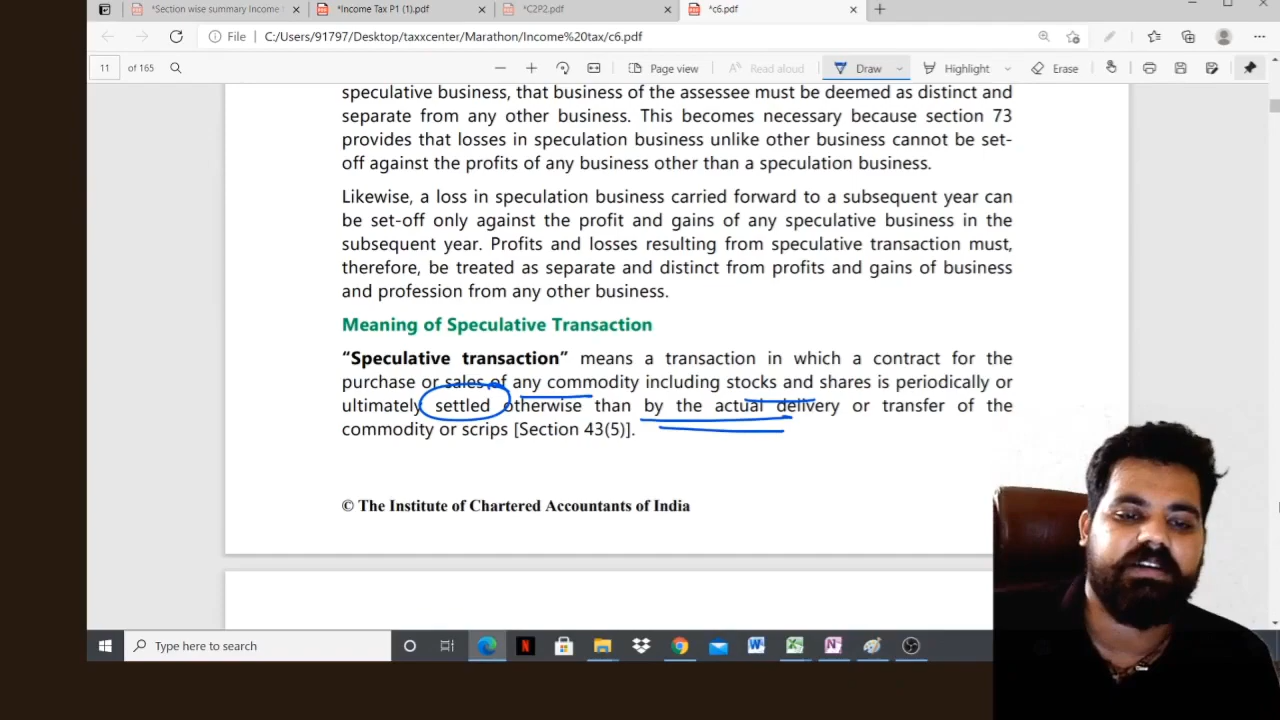 *Section wise summary Income
*Income Tax P1 (1).pdf
*C2P2.pdf
*c6.pdf
File
C:/Users/91797/Desktop/taxxcenter/Marathon/Income%20tax/c6.pdf
11 of 165
Page view
Read aloud
Draw
Highlight
Erase
speculative business, that business of the assessee must be deemed as distinct and
separate from any other business. This becomes necessary because section 73
provides that losses in speculation business unlike other business cannot be set-
off against the profits of any business other than a speculation business.
Likewise, a loss in speculation business carried forward to a subsequent year can
be set-off only against the profit and gains of any speculative business in the
subsequent year. Profits and losses resulting from speculative transaction must,
therefore, be treated as separate and distinct from profits and gains of business
and profession from any other business.
Meaning of Speculative Transaction
“Speculative transaction” means a transaction in which a contract for the
purchase or sales of any commodity including stocks and shares is periodically or
ultimately settled otherwise than by the actual delivery or transfer of the
commodity or scrips [Section 43(5)].
© The Institute of Chartered Accountants of India
Type here to search